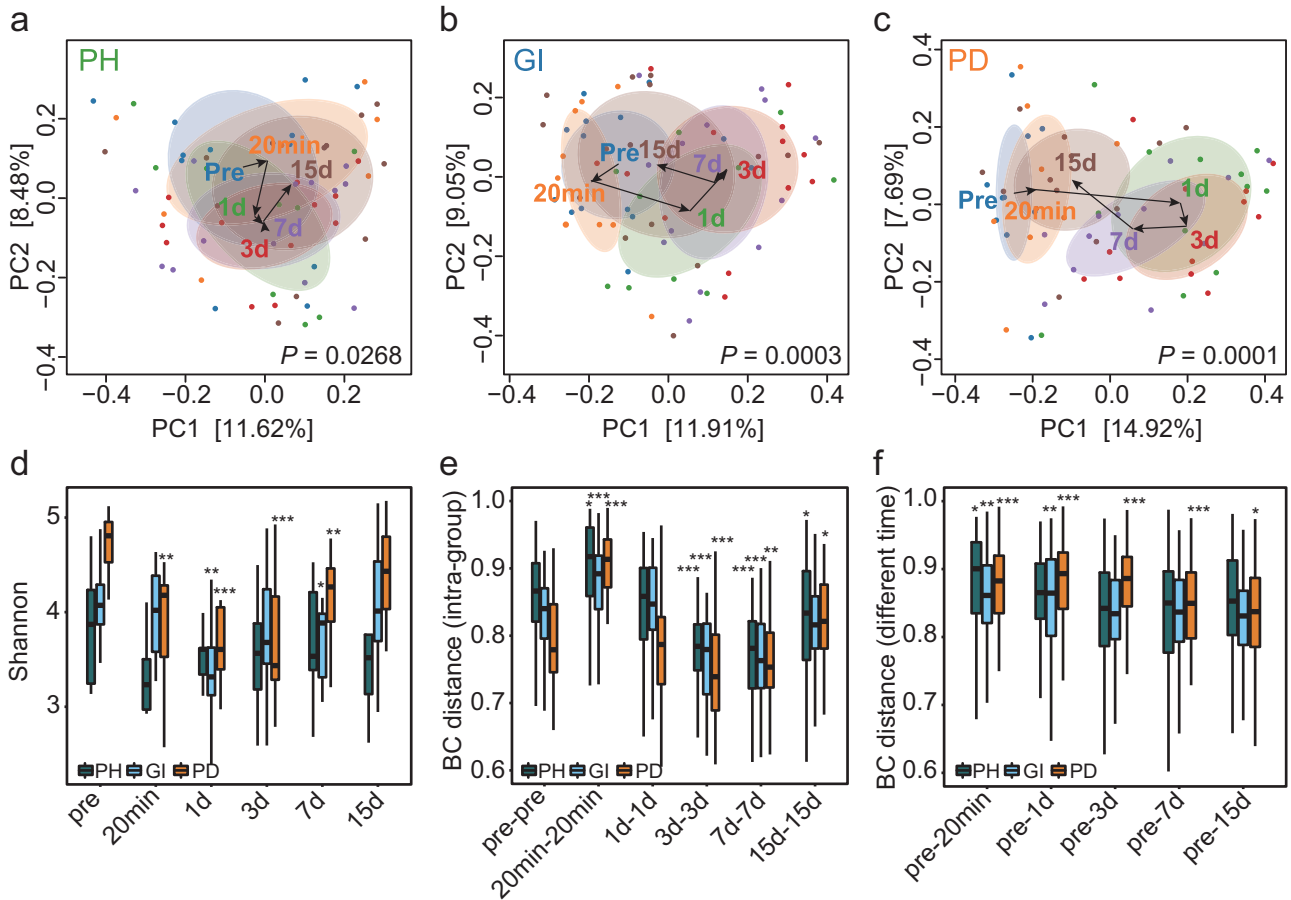 a
PH
PC2 [8.48%]
0.2
0.0
−0.2
−0.4
Pre
20min
15d
1d
7d
3d
P = 0.0268
−0.4
−0.2
0.0
0.2
PC1 [11.62%]
b
GI
PC2 [9.05%]
0.2
0.0
−0.2
−0.4
Pre
15d
7d
3d
20min
1d
P = 0.0003
−0.4
−0.2
0.0
0.2
0.4
PC1 [11.91%]
c
PD
PC2 [7.69%]
0.4
0.2
0.0
−0.2
−0.4
15d
1d
Pre
20min
7d
3d
P = 0.0001
−0.4
−0.2
0.0
0.2
0.4
PC1 [14.92%]
d
Shannon
5
4
3
**
**
***
***
*
**
PH GI PD
pre
20min
1d
3d
7d
15d
e
BC distance (intra-group)
1.0
0.9
0.8
0.7
0.6
*
***
***
***
***
***
***
***
**
*
*
PH GI PD
pre-pre
20min-20min
1d-1d
3d-3d
7d-7d
15d-15d
f
BC distance (different time)
1.0
0.9
0.8
0.7
0.6
*
**
***
**
***
***
***
*
PH GI PD
pre-20min
pre-1d
pre-3d
pre-7d
pre-15d